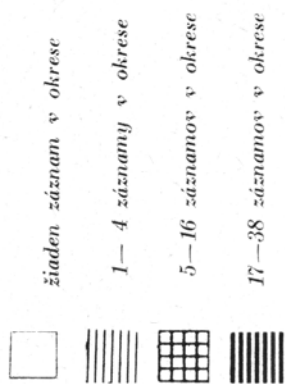 žiaden záznam v okrese
1— 4 záznamy v okrese
5—16 záznamov v okrese
17—38 záznamov v okrese